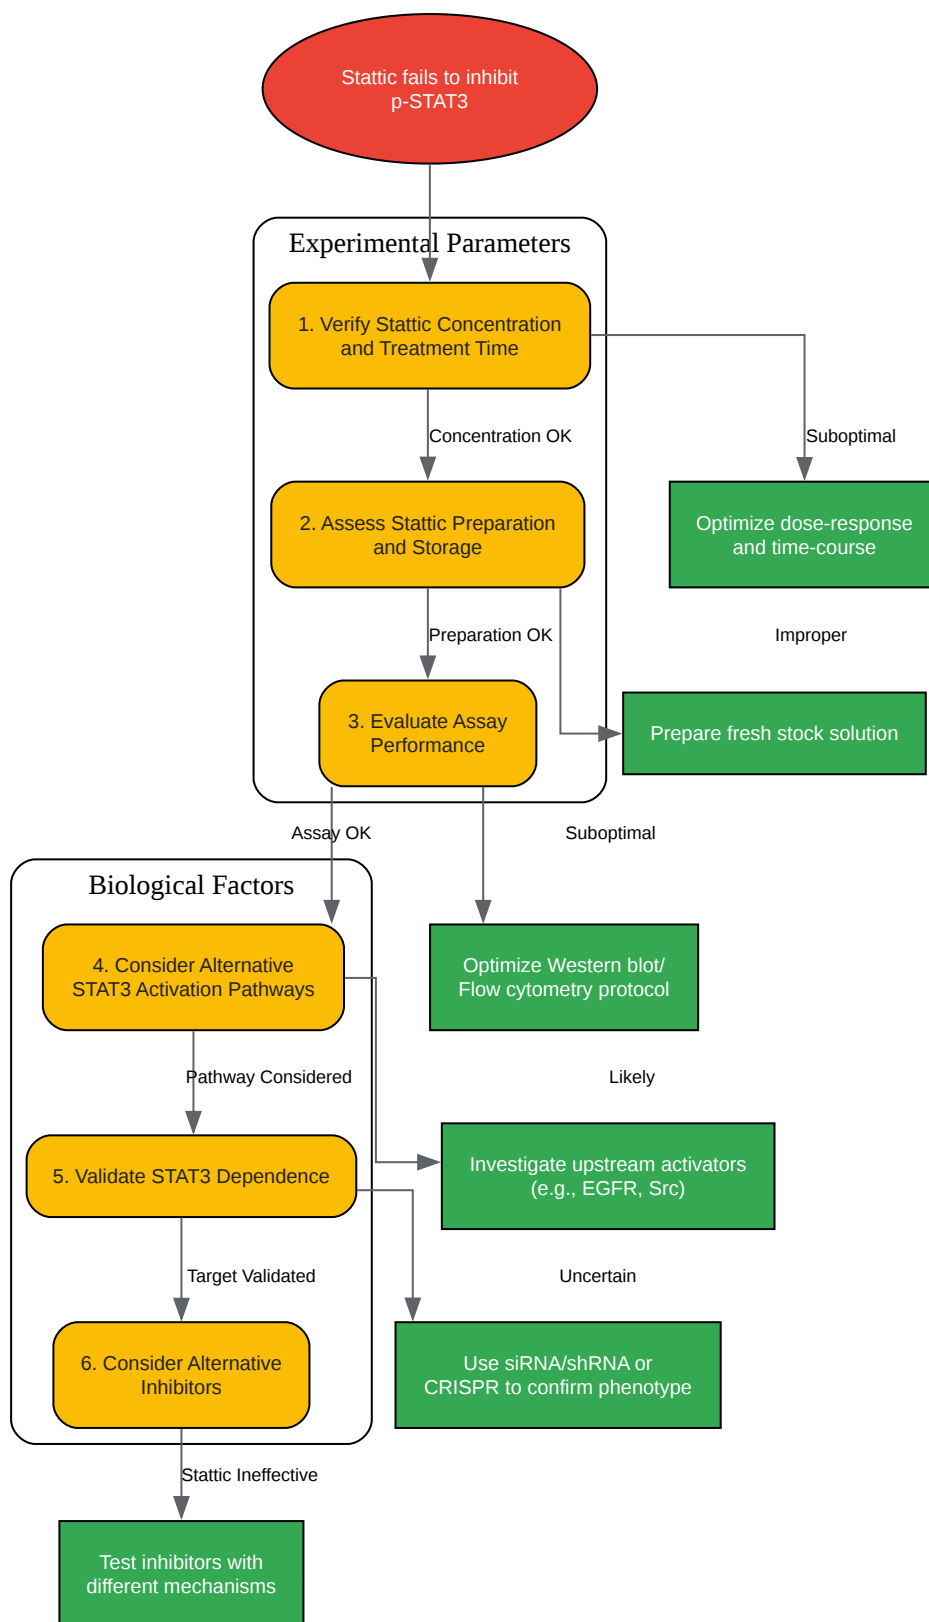 Stattic fails to inhibit
p-STAT3
Experimental Parameters
1. Verify Stattic Concentration
and Treatment Time
Concentration OK
Suboptimal
2. Assess Stattic Preparation
and Storage
Optimize dose-response
and time-course
Preparation OK
Improper
3. Evaluate Assay
Performance
Prepare fresh stock solution
Assay OK
Suboptimal
Biological Factors
4. Consider Alternative
STAT3 Activation Pathways
Optimize Western blot/
Flow cytometry protocol
Pathway Considered
Likely
5. Validate STAT3 Dependence
Investigate upstream activators
(e.g., EGFR, Src)
Target Validated
Uncertain
6. Consider Alternative
Inhibitors
Use siRNA/shRNA or
CRISPR to confirm phenotype
Stattic Ineffective
Test inhibitors with
different mechanisms